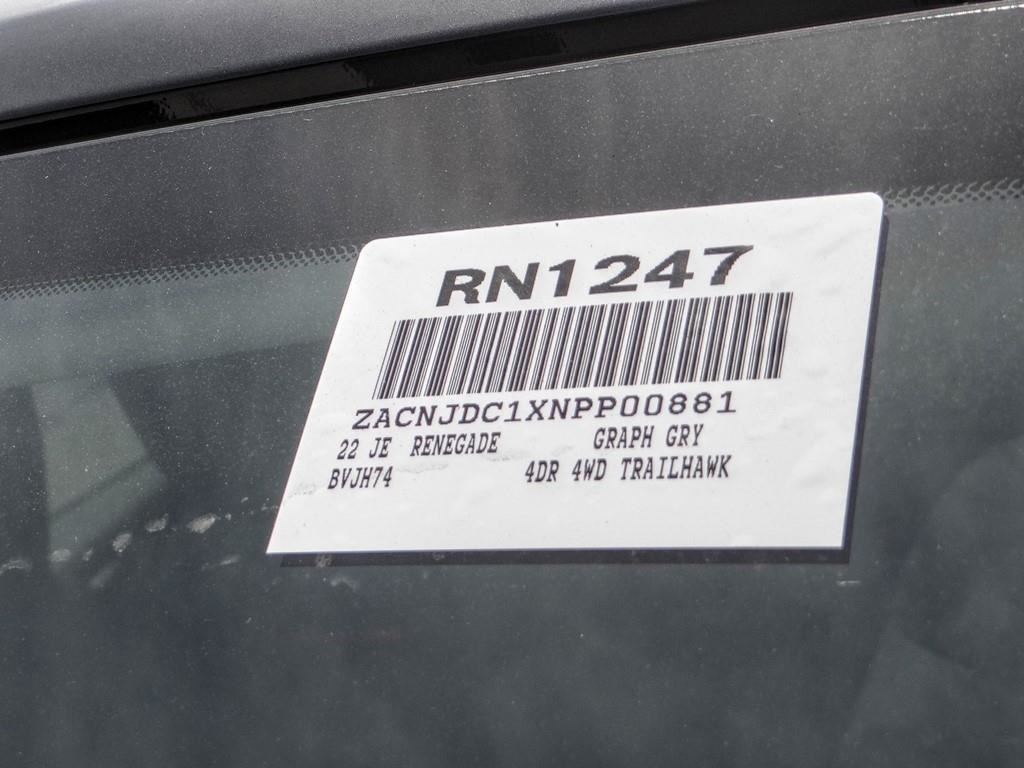 RN1247
ZACNJDC1XNPP00881
22 JE RENEGADE GRAPH GRY
BVJH74 4DR 4WD TRAILHAWK